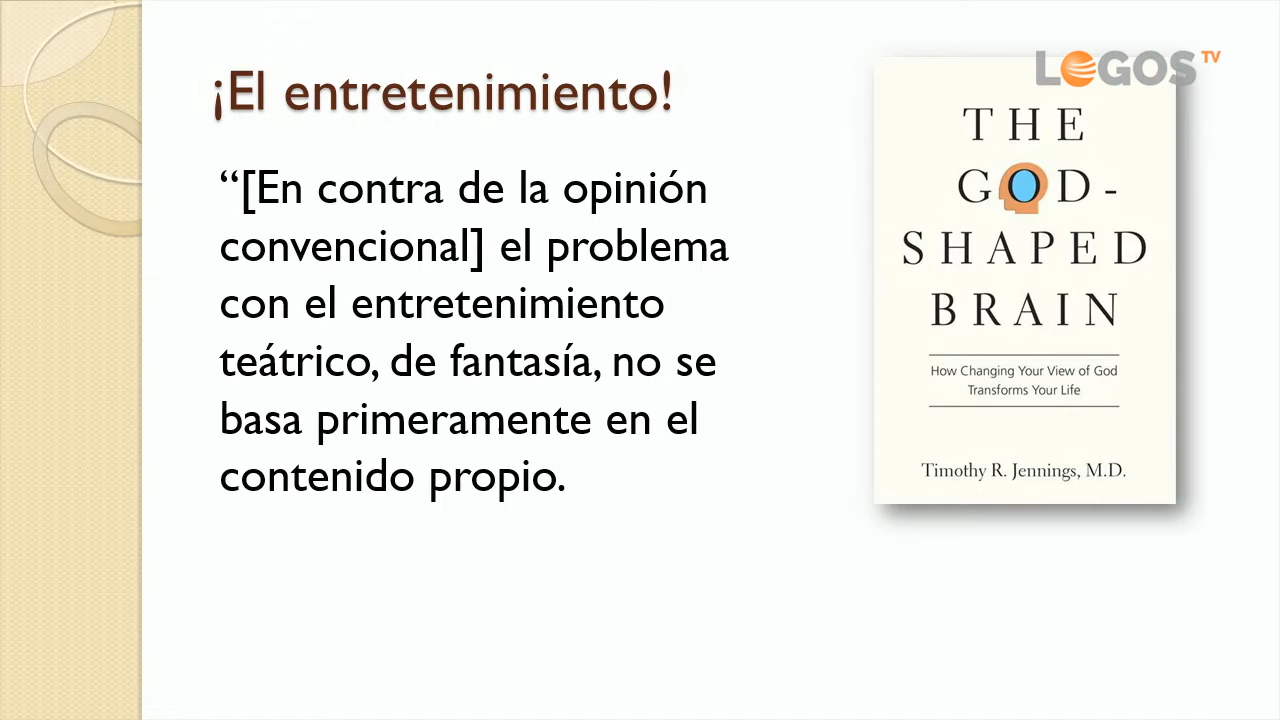 ¡El entretenimiento!
“[En contra de la opinión
convencional] el problema
con el entretenimiento
teátrico, de fantasía, no se
basa primeramente en el
contenido propio.
LOGOS TV
THE
GOD-
SHAPED
BRAIN
How Changing Your View of God
Transforms Your Life
Timothy R. Jennings, M.D.